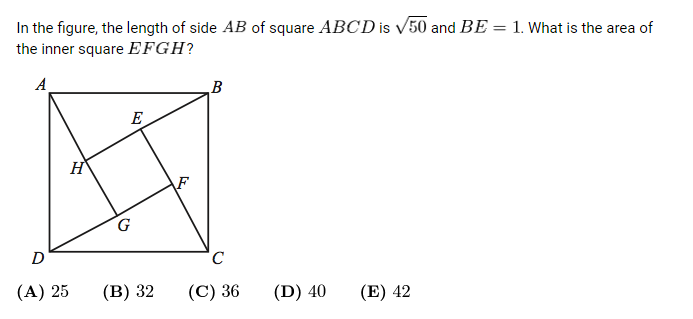 In the figure, the length of side AB of square ABCD is √50 and BE = 1. What is the area of
the inner square EFGH?
A
B
E
H
F
G
D
C
(A) 25 (B) 32 (C) 36 (D) 40 (E) 42